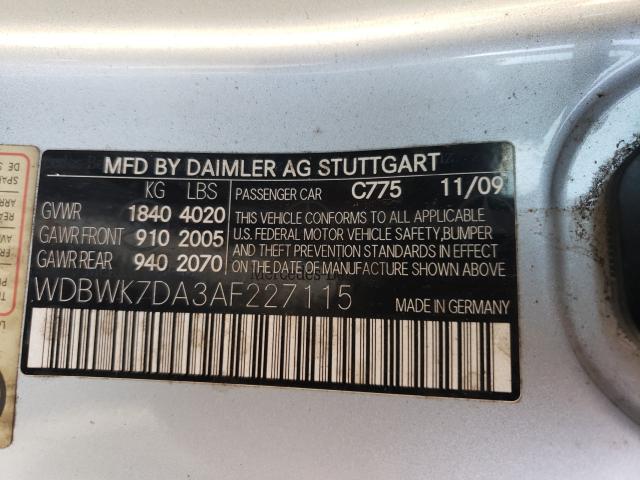 MFD BY DAIMLER AG STUTTGART
KG LBS
GVWR 1840 4020
GAWR FRONT 910 2005
GAWR REAR 940 2070
PASSENGER CAR C775 11/09
THIS VEHICLE CONFORMS TO ALL APPLICABLE
U.S. FEDERAL MOTOR VEHICLE SAFETY,BUMPER
AND THEFT PREVENTION STANDARDS IN EFFECT
ON THE DATE OF MANUFACTURE SHOWN ABOVE
WDBWK7DA3AF227115
MADE IN GERMANY